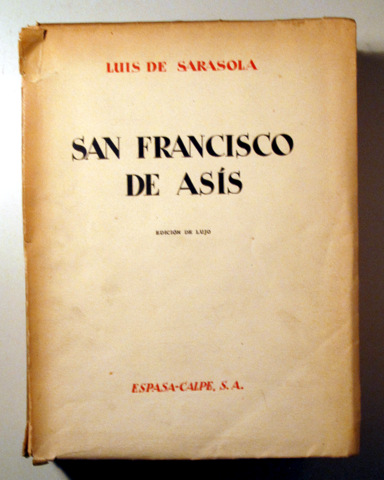 LUIS DE SARASOLA
SAN FRANCISCO
DE ASÍS
EDICIÓN DE LUJO
ESPASA-CALPE, S. A.